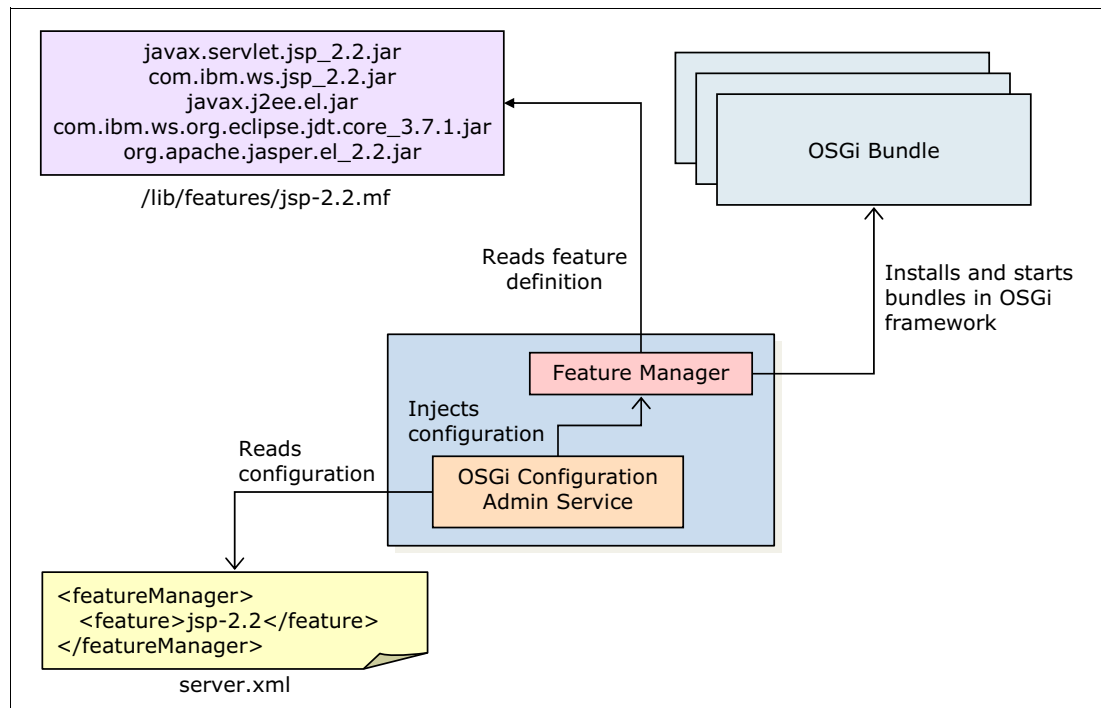 javax.servlet.jsp_2.2.jar
com.ibm.ws.jsp_2.2.jar
javax.j2ee.el.jar
com.ibm.ws.org.eclipse.jdt.core_3.7.1.jar
org.apache.jasper.el_2.2.jar
/lib/features/jsp-2.2.mf
OSGi Bundle
Reads feature
definition
Installs and starts
bundles in OSGi
framework
Feature Manager
Injects
configuration
Reads
configuration
OSGi Configuration
Admin Service
<featureManager>
<feature>jsp-2.2</feature>
</featureManager>
server.xml